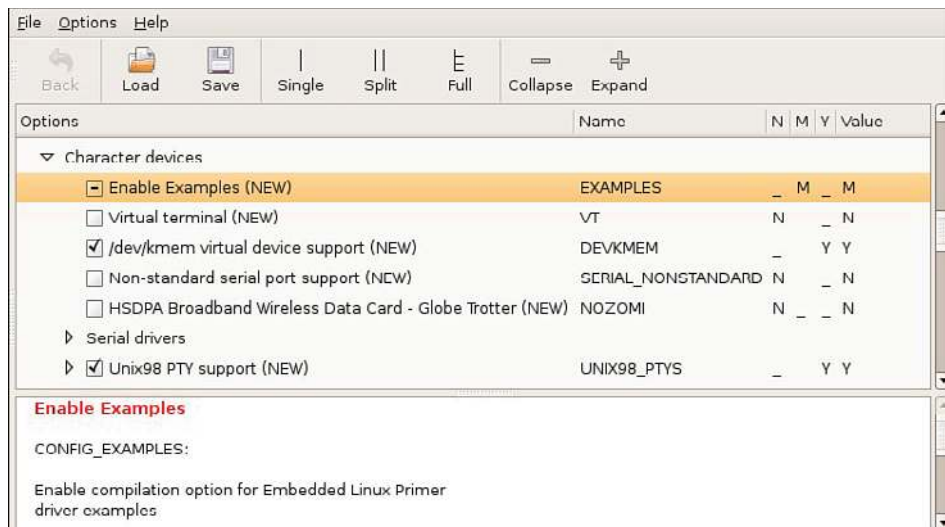 File Options Help
Back Load Save Single Split Full Collapse Expand
Options Name N M Y Value
Character devices
Enable Examples (NEW) EXAMPLES _ M _ M
Virtual terminal (NEW) VT N _ N
/dev/kmem virtual device support (NEW) DEVKMEM _ Y Y
Non-standard serial port support (NEW) SERIAL_NONSTANDARD N _ N
HSDPA Broadband Wireless Data Card - Globe Trotter (NEW) NOZOMI N _ _ N
Serial drivers
Unix98 PTY support (NEW) UNIX98_PTYS _ Y Y
Enable Examples
CONFIG_EXAMPLES:
Enable compilation option for Embedded Linux Primer
driver examples